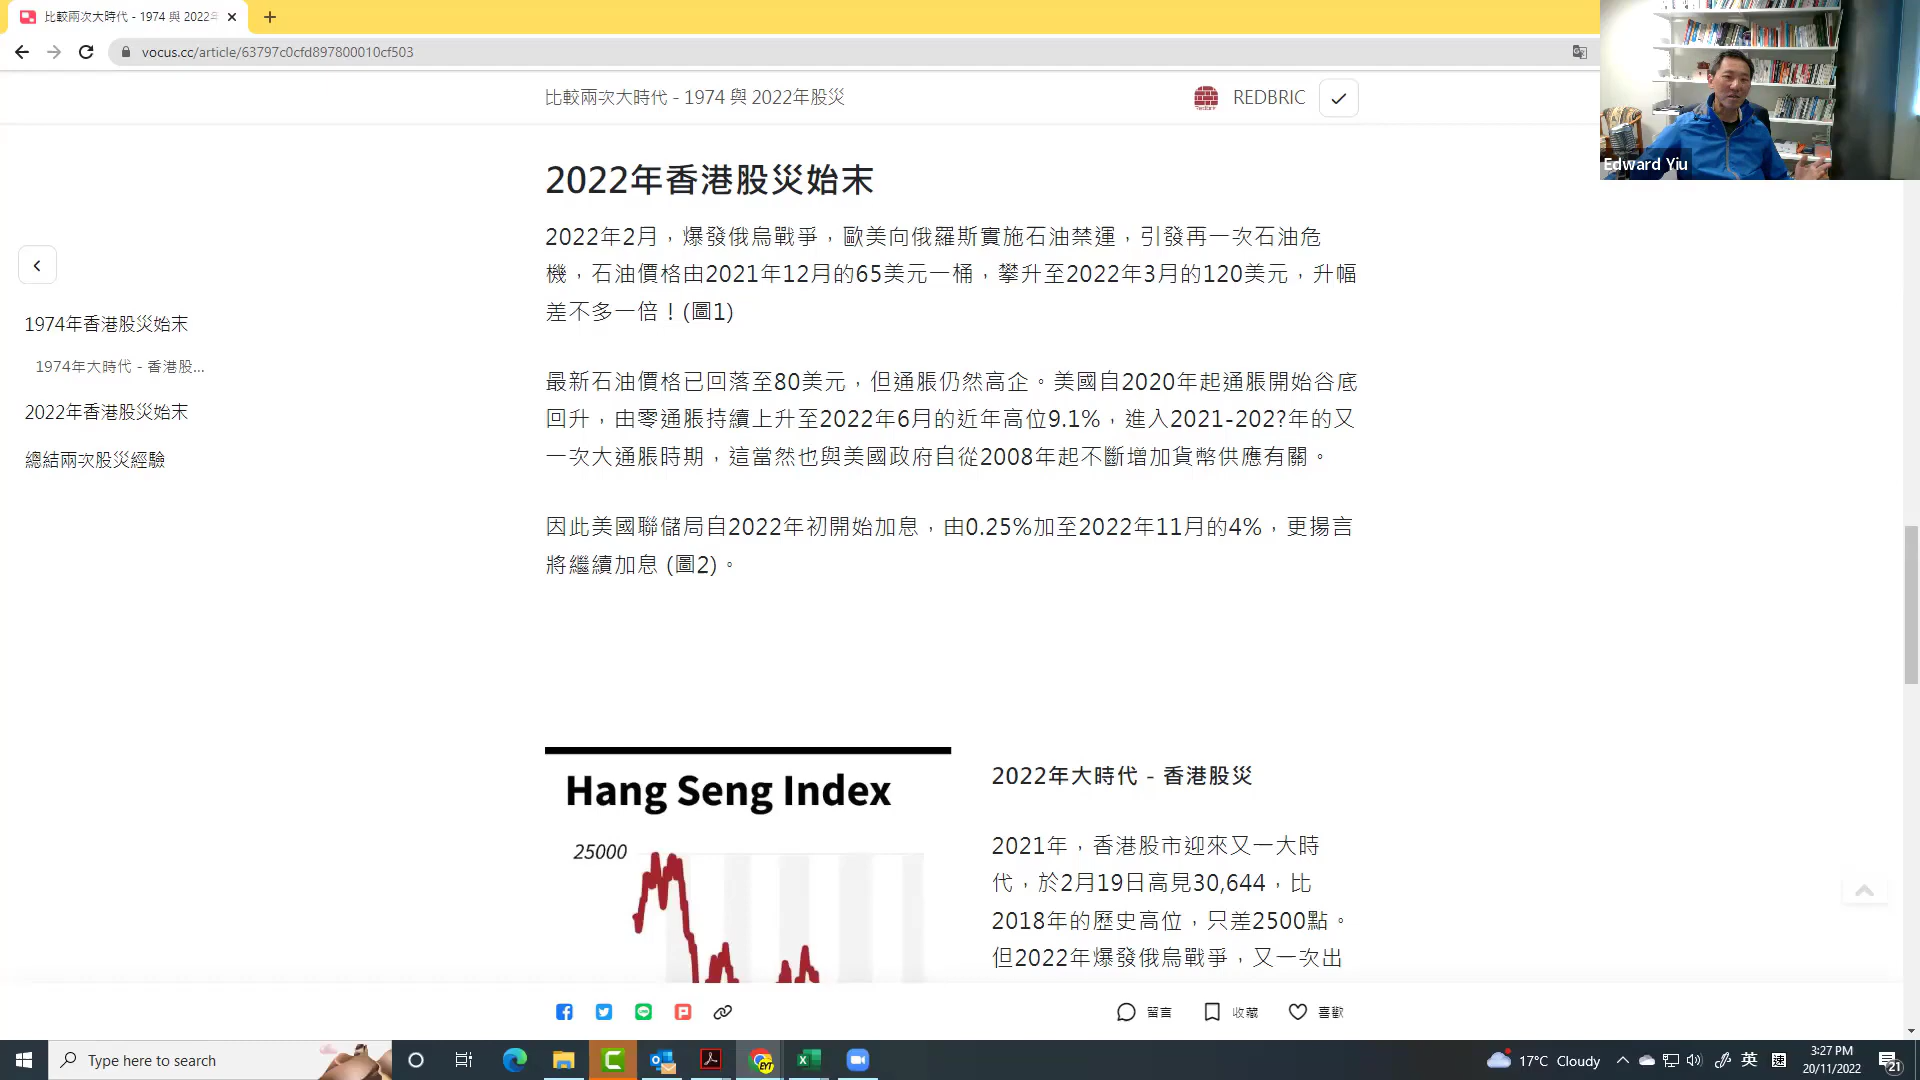 比較兩次大時代 - 1974 與 2022年
vocus.cc/article/63797c0cfd897800010cf503
比較兩次大時代 - 1974 與 2022年股災
REDBRIC
Edward Yiu
1974年香港股災始末
1974年大時代 - 香港股...
2022年香港股災始末
總結兩次股災經驗
2022年香港股災始末
2022年2月，爆發俄烏戰爭，歐美向俄羅斯實施石油禁運，引發再一次石油危
機，石油價格由2021年12月的65美元一桶，攀升至2022年3月的120美元，升幅
差不多一倍！(圖1)
最新石油價格已回落至80美元，但通脹仍然高企。美國自2020年起通脹開始谷底
回升，由零通脹持續上升至2022年6月的近年高位9.1%，進入2021-202?年的又
一次大通脹時期，這當然也與美國政府自從2008年起不斷增加貨幣供應有關。
因此美國聯儲局自2022年初開始加息，由0.25%加至2022年11月的4%，更揚言
將繼續加息 (圖2)。
Hang Seng Index
25000
2022年大時代 - 香港股災
2021年，香港股市迎來又一大時
代，於2月19日高見30,644，比
2018年的歷史高位，只差2500點。
但2022年爆發俄烏戰爭，又一次出
留言
收藏
喜歡
Type here to search
17°C Cloudy
英
3:27 PM
20/11/2022
21